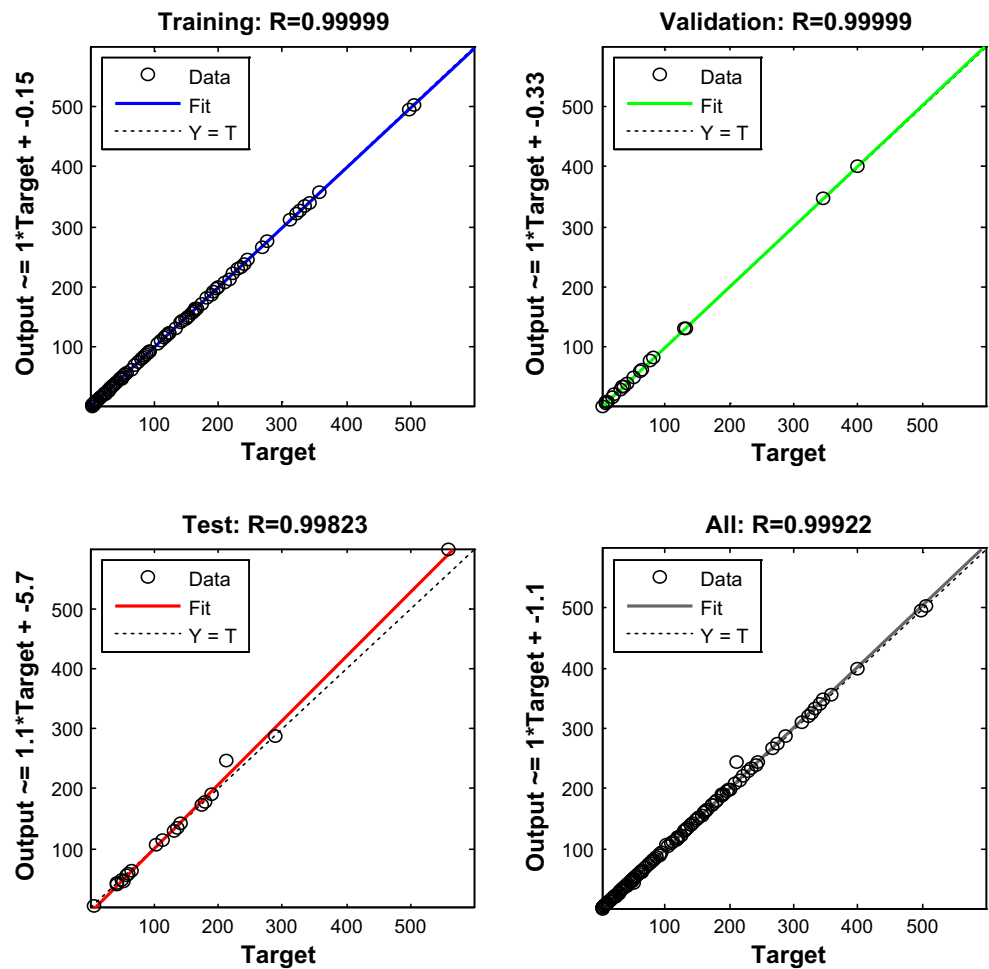 Training: R=0.99999
Output ~= 1*Target + -0.15
Data
Fit
Y = T
500
400
300
200
100
100 200 300 400 500
Target
Validation: R=0.99999
Output ~= 1*Target + -0.33
Data
Fit
Y = T
500
400
300
200
100
100 200 300 400 500
Target
Test: R=0.99823
Output ~= 1.1*Target + -5.7
Data
Fit
Y = T
500
400
300
200
100
100 200 300 400 500
Target
All: R=0.99922
Output ~= 1*Target + -1.1
Data
Fit
Y = T
500
400
300
200
100
100 200 300 400 500
Target